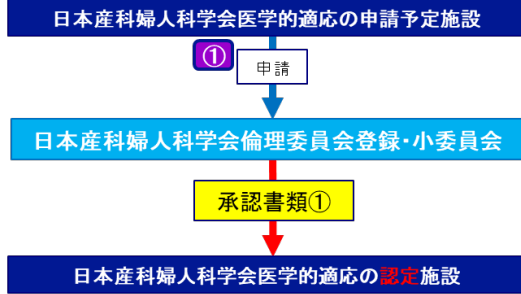 日本産科婦人科学会医学的適応の申請予定施設
①
申請
日本産科婦人科学会倫理委員会登録・小委員会
承認書類①
日本産科婦人科学会医学的適応の認定施設